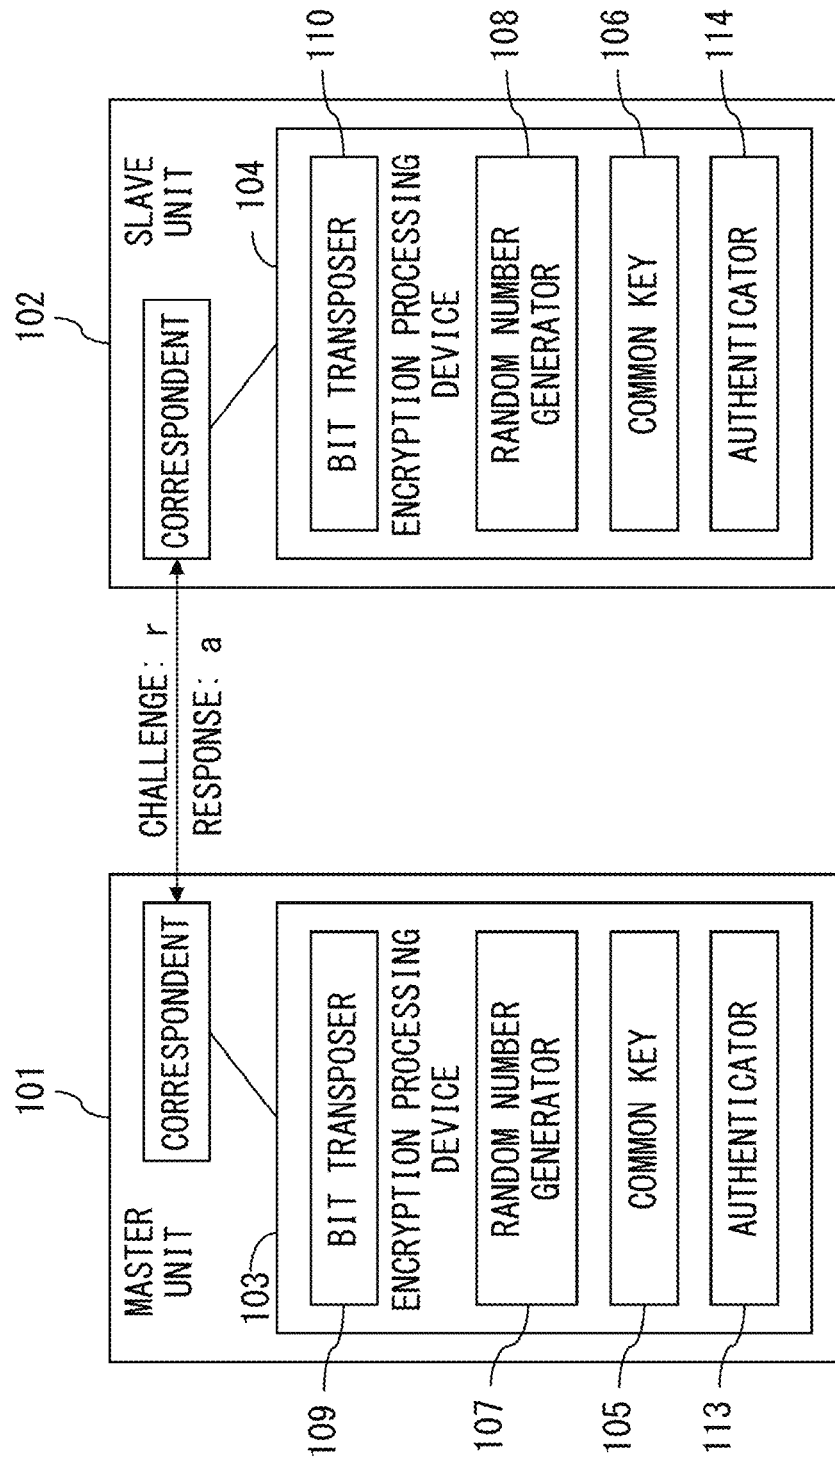 101
MASTER
UNIT
CORRESPONDENT
103
BIT TRANSPOSER
ENCRYPTION PROCESSING
DEVICE
RANDOM NUMBER
GENERATOR
COMMON KEY
AUTHENTICATOR
109
107
105
113
CHALLENGE: r
RESPONSE: a
102
SLAVE
UNIT
CORRESPONDENT
104
BIT TRANSPOSER
ENCRYPTION PROCESSING
DEVICE
RANDOM NUMBER
GENERATOR
COMMON KEY
AUTHENTICATOR
110
108
106
114